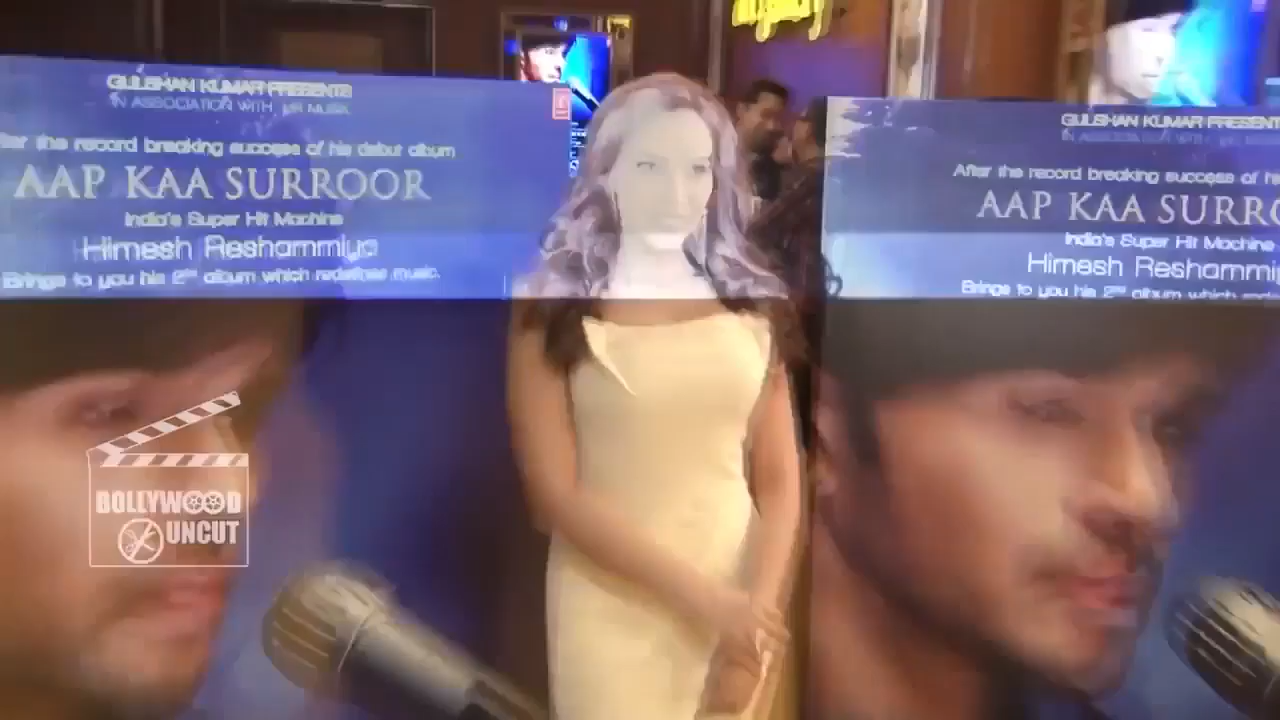 GULSHAN KUMAR PRESENTS
IN ASSOCIATION WITH
After the record breaking success of his debut album
AAP KAA SURROOR
India's Super Hit Machine
Himesh Reshammiya
Brings to you his 2nd album which redefines music.
GULSHAN KUMAR PRESENT
After the record breaking success of
AAP KAA SURRO
India's Super Hit Machine
Himesh Reshammi
Brings to you his 2nd album which
BOLLYWOOD
UNCUT